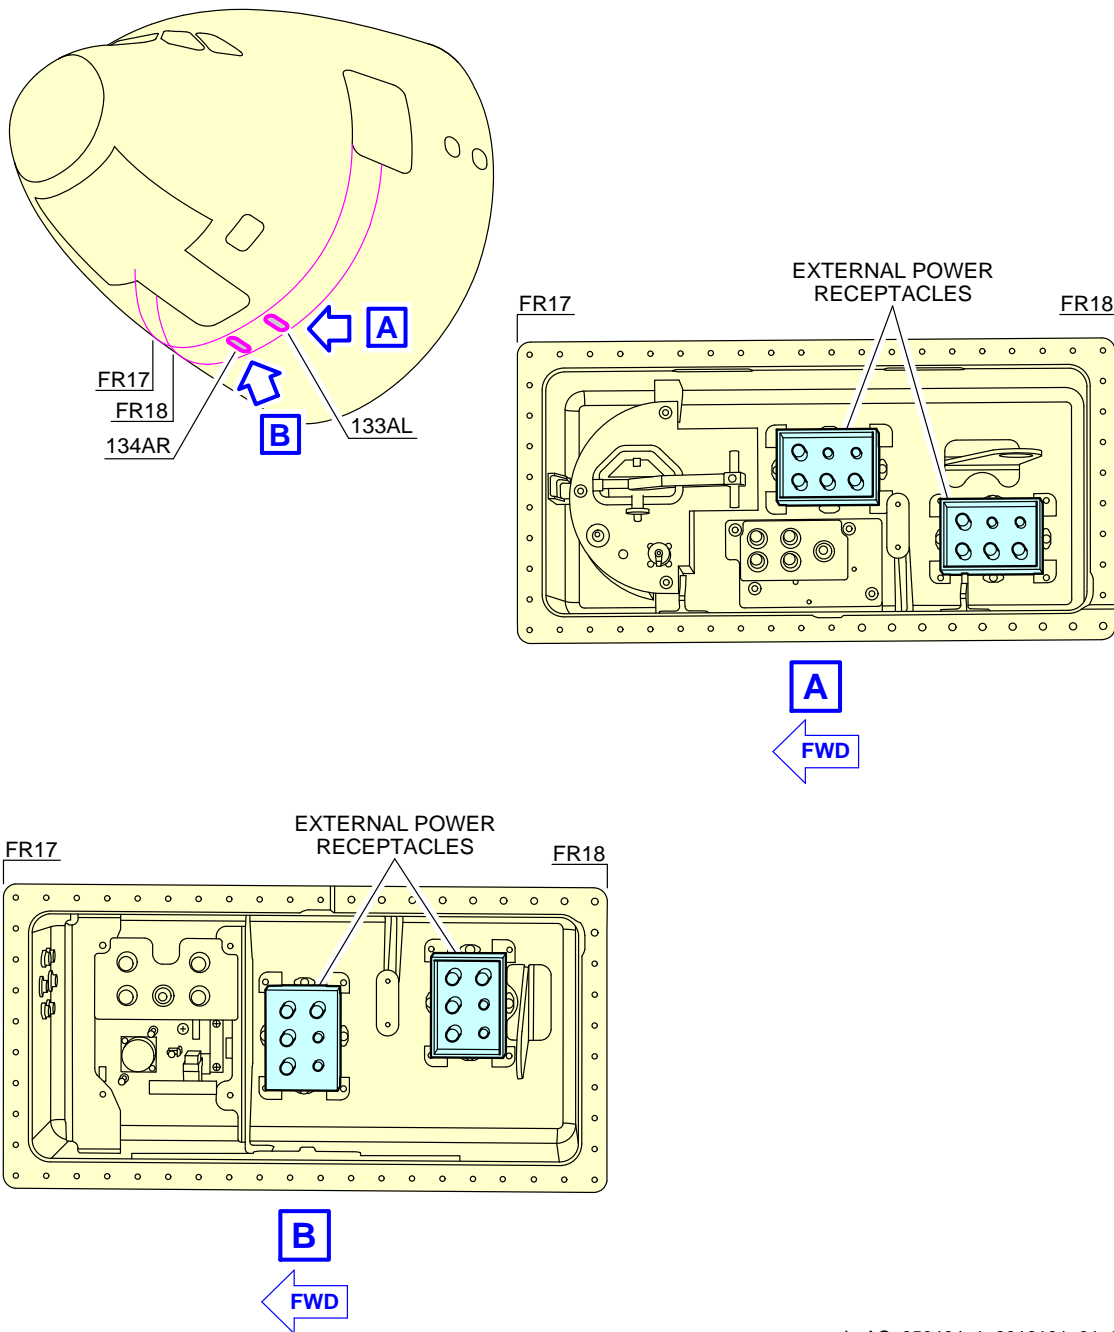 FR17
FR18
134AR
133AL
A
B
EXTERNAL POWER
RECEPTACLES
FR17
FR18
A
FWD
EXTERNAL POWER
RECEPTACLES
FR17
FR18
B
FWD